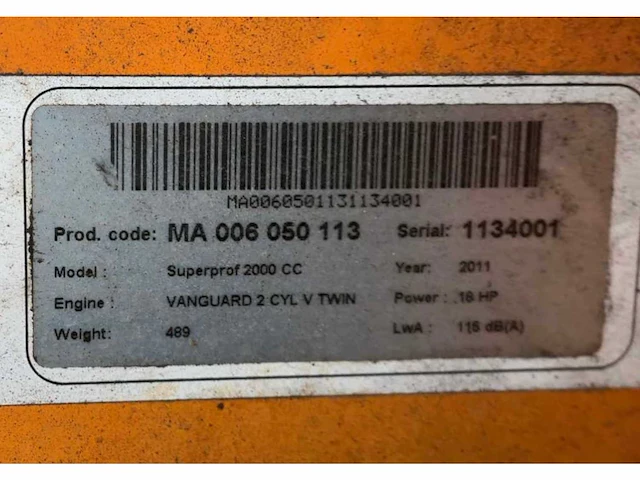 MA0060501131134001
Prod. code: MA 006 050 113 Serial: 1134001
Model : Superprof 2000 CC Year: 2011
Engine : VANGUARD 2 CYL V TWIN Power : 18 HP
Weight: 489 LwA : 116 dB(A)